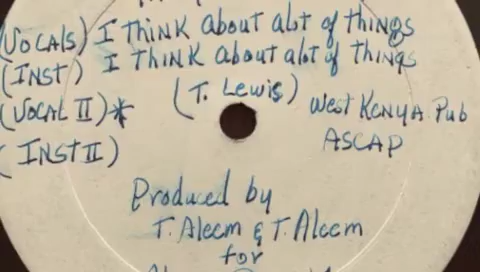 (Vocals) I Think About alot of Things
(INST) I Think About alot of Things
(Vocal II)* (T. Lewis) West Kenya Pub
(INST II) ASCAP
Produced by
T. Aleem & T. Aleem
for